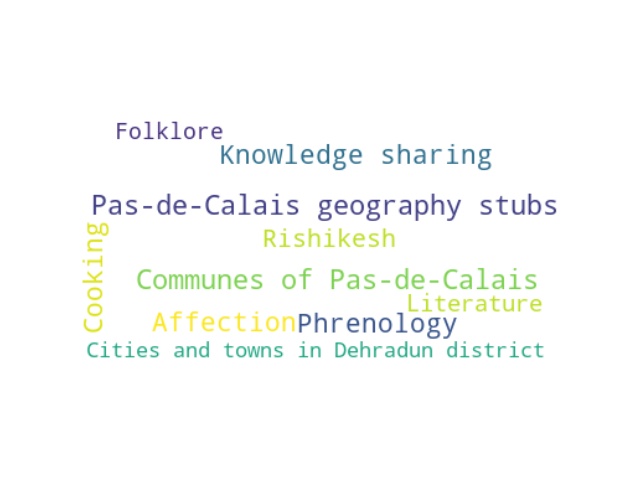 Folklore
Knowledge sharing
Pas-de-Calais geography stubs
Cooking
Rishikesh
Communes of Pas-de-Calais
Literature
Affection
Phrenology
Cities and towns in Dehradun district